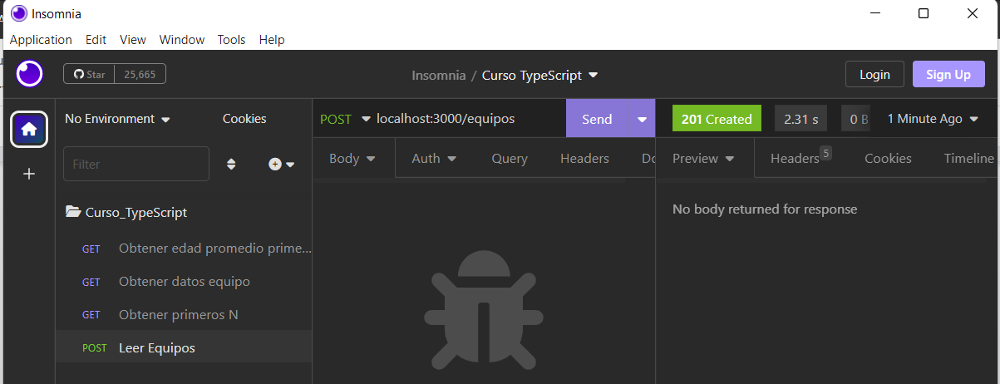 Insomnia
Application Edit View Window Tools Help
Star 25,665
Insomnia / Curso TypeScript
Login
Sign Up
No Environment
Cookies
POST localhost:3000/equipos
Send
201 Created
2.31 s
0 B
1 Minute Ago
Filter
Body
Auth
Query
Headers
Preview
Headers 5
Cookies
Timeline
Curso_TypeScript
GET Obtener edad promedio prime...
GET Obtener datos equipo
GET Obtener primeros N
POST Leer Equipos
No body returned for response